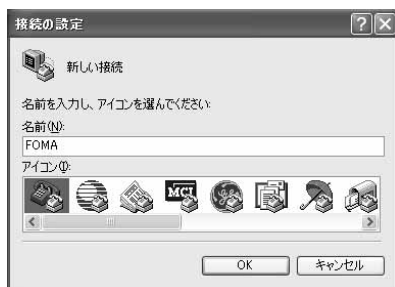 接続の設定
新しい接続
名前を入力し、アイコンを選んでください:
名前(N):
FOMA
アイコン(I):
MCI
OK
キャンセル